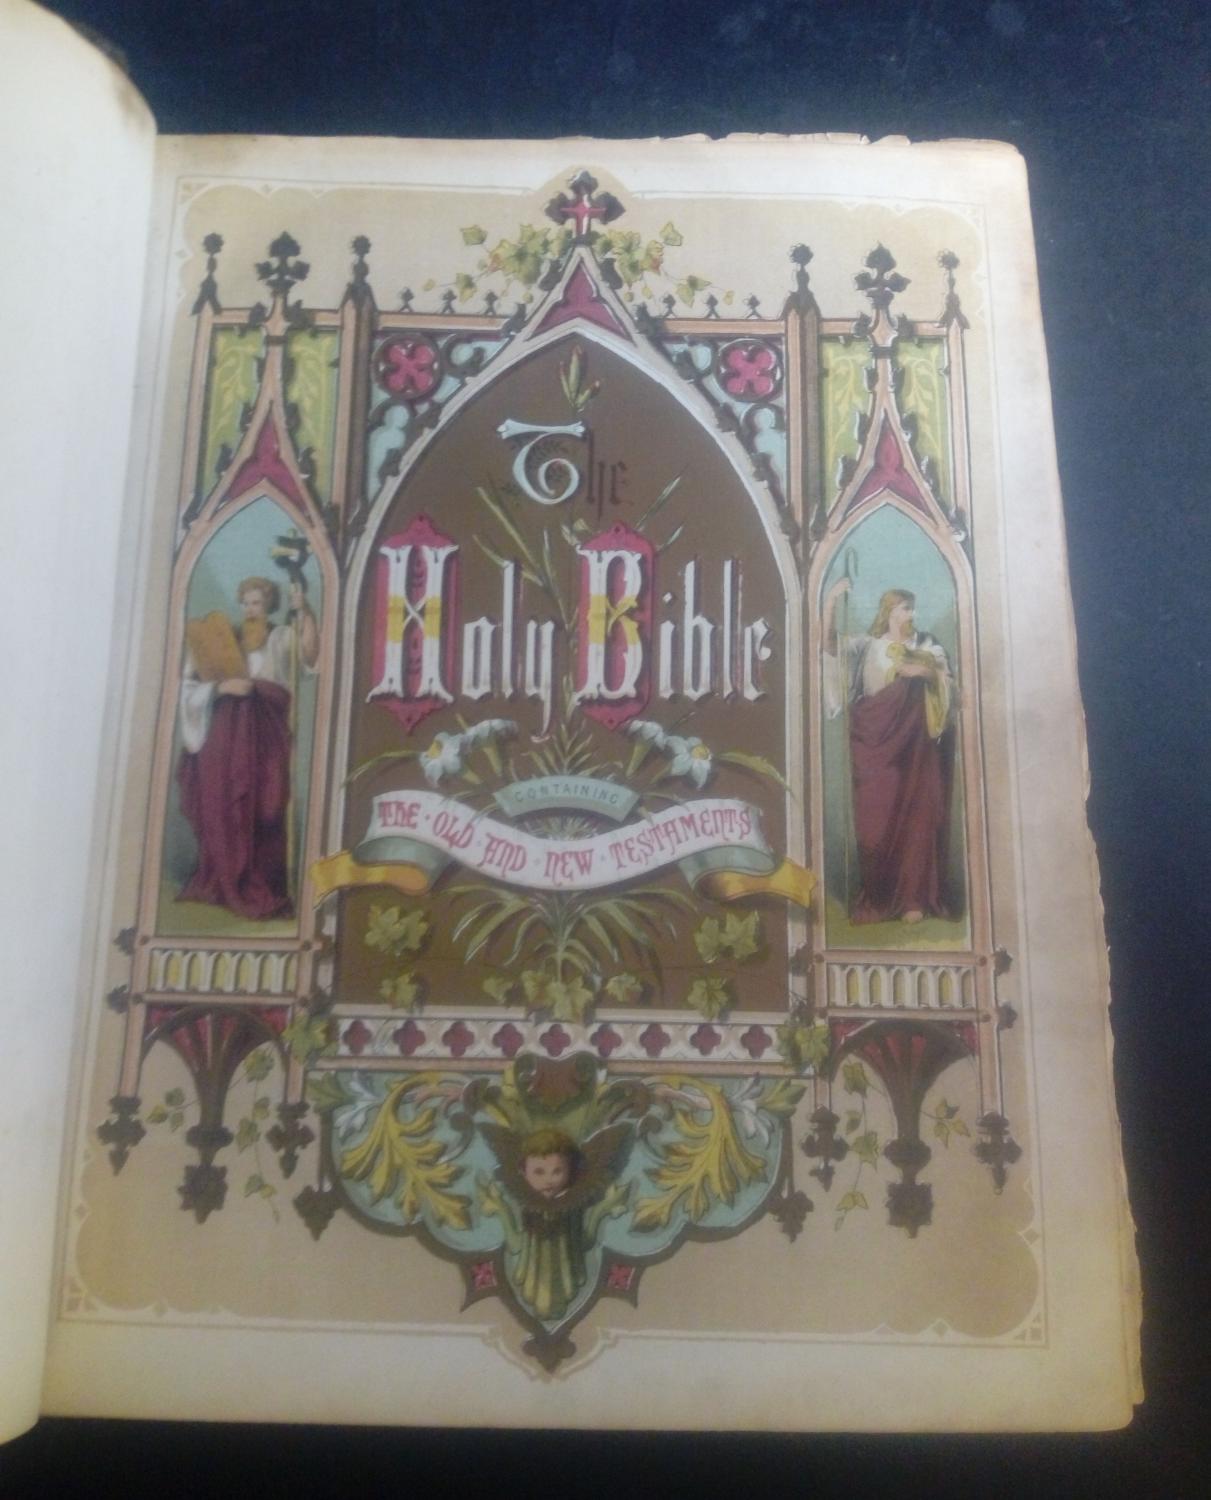 The
Holy Bible
CONTAINING
THE · OLD · AND · NEW · TESTAMENTS